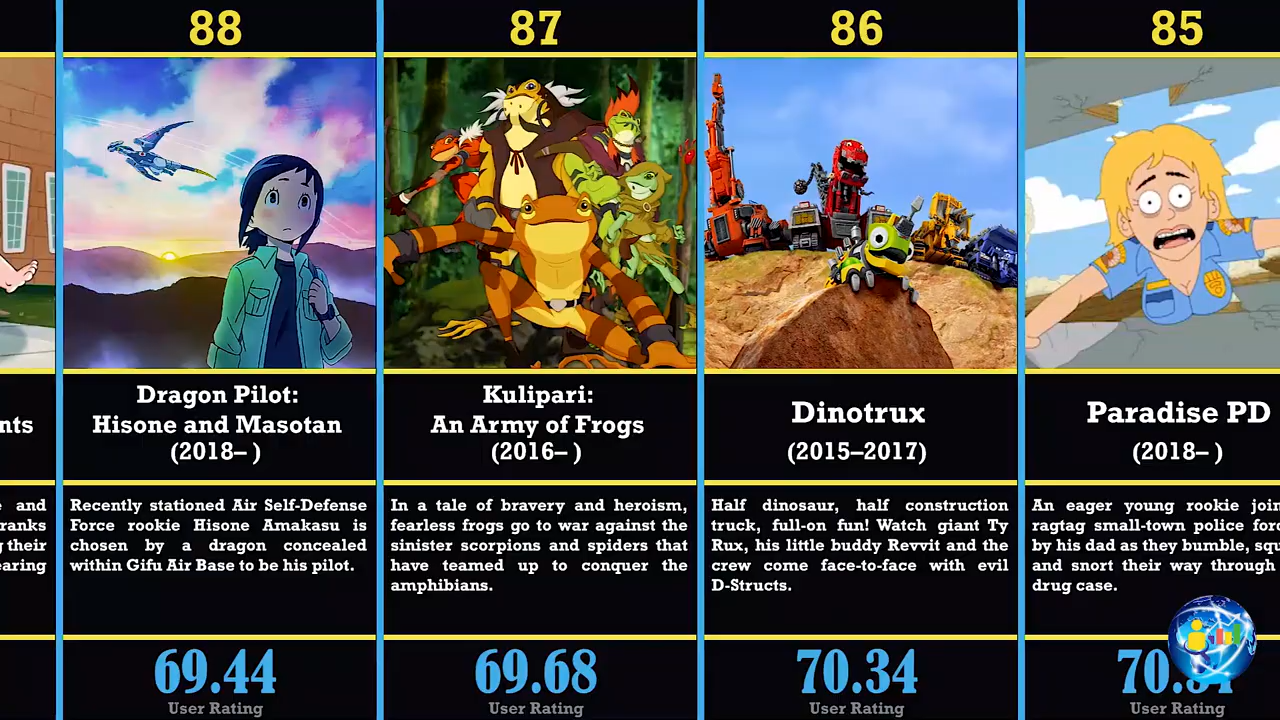 88
87
86
85
nts
Dragon Pilot:
Hisone and Masotan
(2018– )
Kulipari:
An Army of Frogs
(2016– )
Dinotrux
(2015–2017)
Paradise PD
(2018– )
and
ranks
their
earing
Recently stationed Air Self-Defense
Force rookie Hisone Amakasu is
chosen by a dragon concealed
within Gifu Air Base to be his pilot.
In a tale of bravery and heroism,
fearless frogs go to war against the
sinister scorpions and spiders that
have teamed up to conquer the
amphibians.
Half dinosaur, half construction
truck, full-on fun! Watch giant Ty
Rux, his little buddy Revvit and the
crew come face-to-face with evil
D-Structs.
An eager young rookie join
ragtag small-town police for
by his dad as they bumble, squ
and snort their way through
drug case.
69.44
User Rating
69.68
User Rating
70.34
User Rating
User Rating